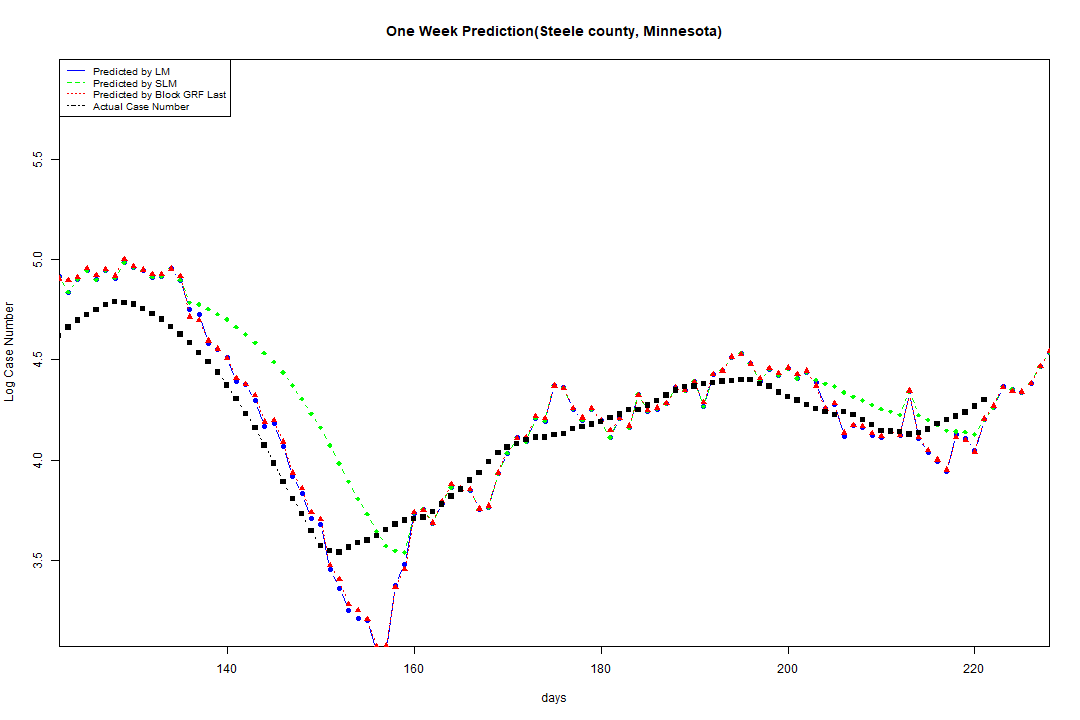 One Week Prediction(Steele county, Minnesota)
Predicted by LM
Predicted by SLM
Predicted by Block GRF Last
Actual Case Number
5.5
5.0
4.5
4.0
3.5
Log Case Number
140 160 180 200 220
days